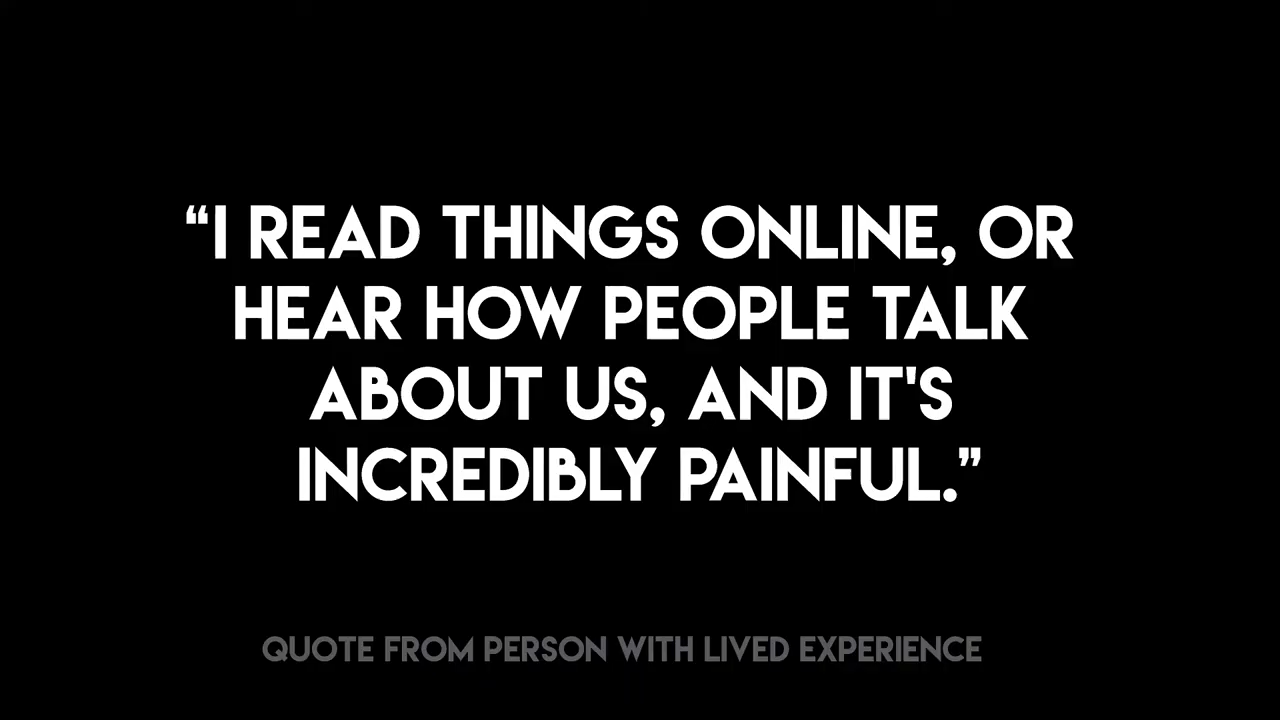 “I READ THINGS ONLINE, OR
HEAR HOW PEOPLE TALK
ABOUT US, AND IT'S
INCREDIBLY PAINFUL.”
QUOTE FROM PERSON WITH LIVED EXPERIENCE